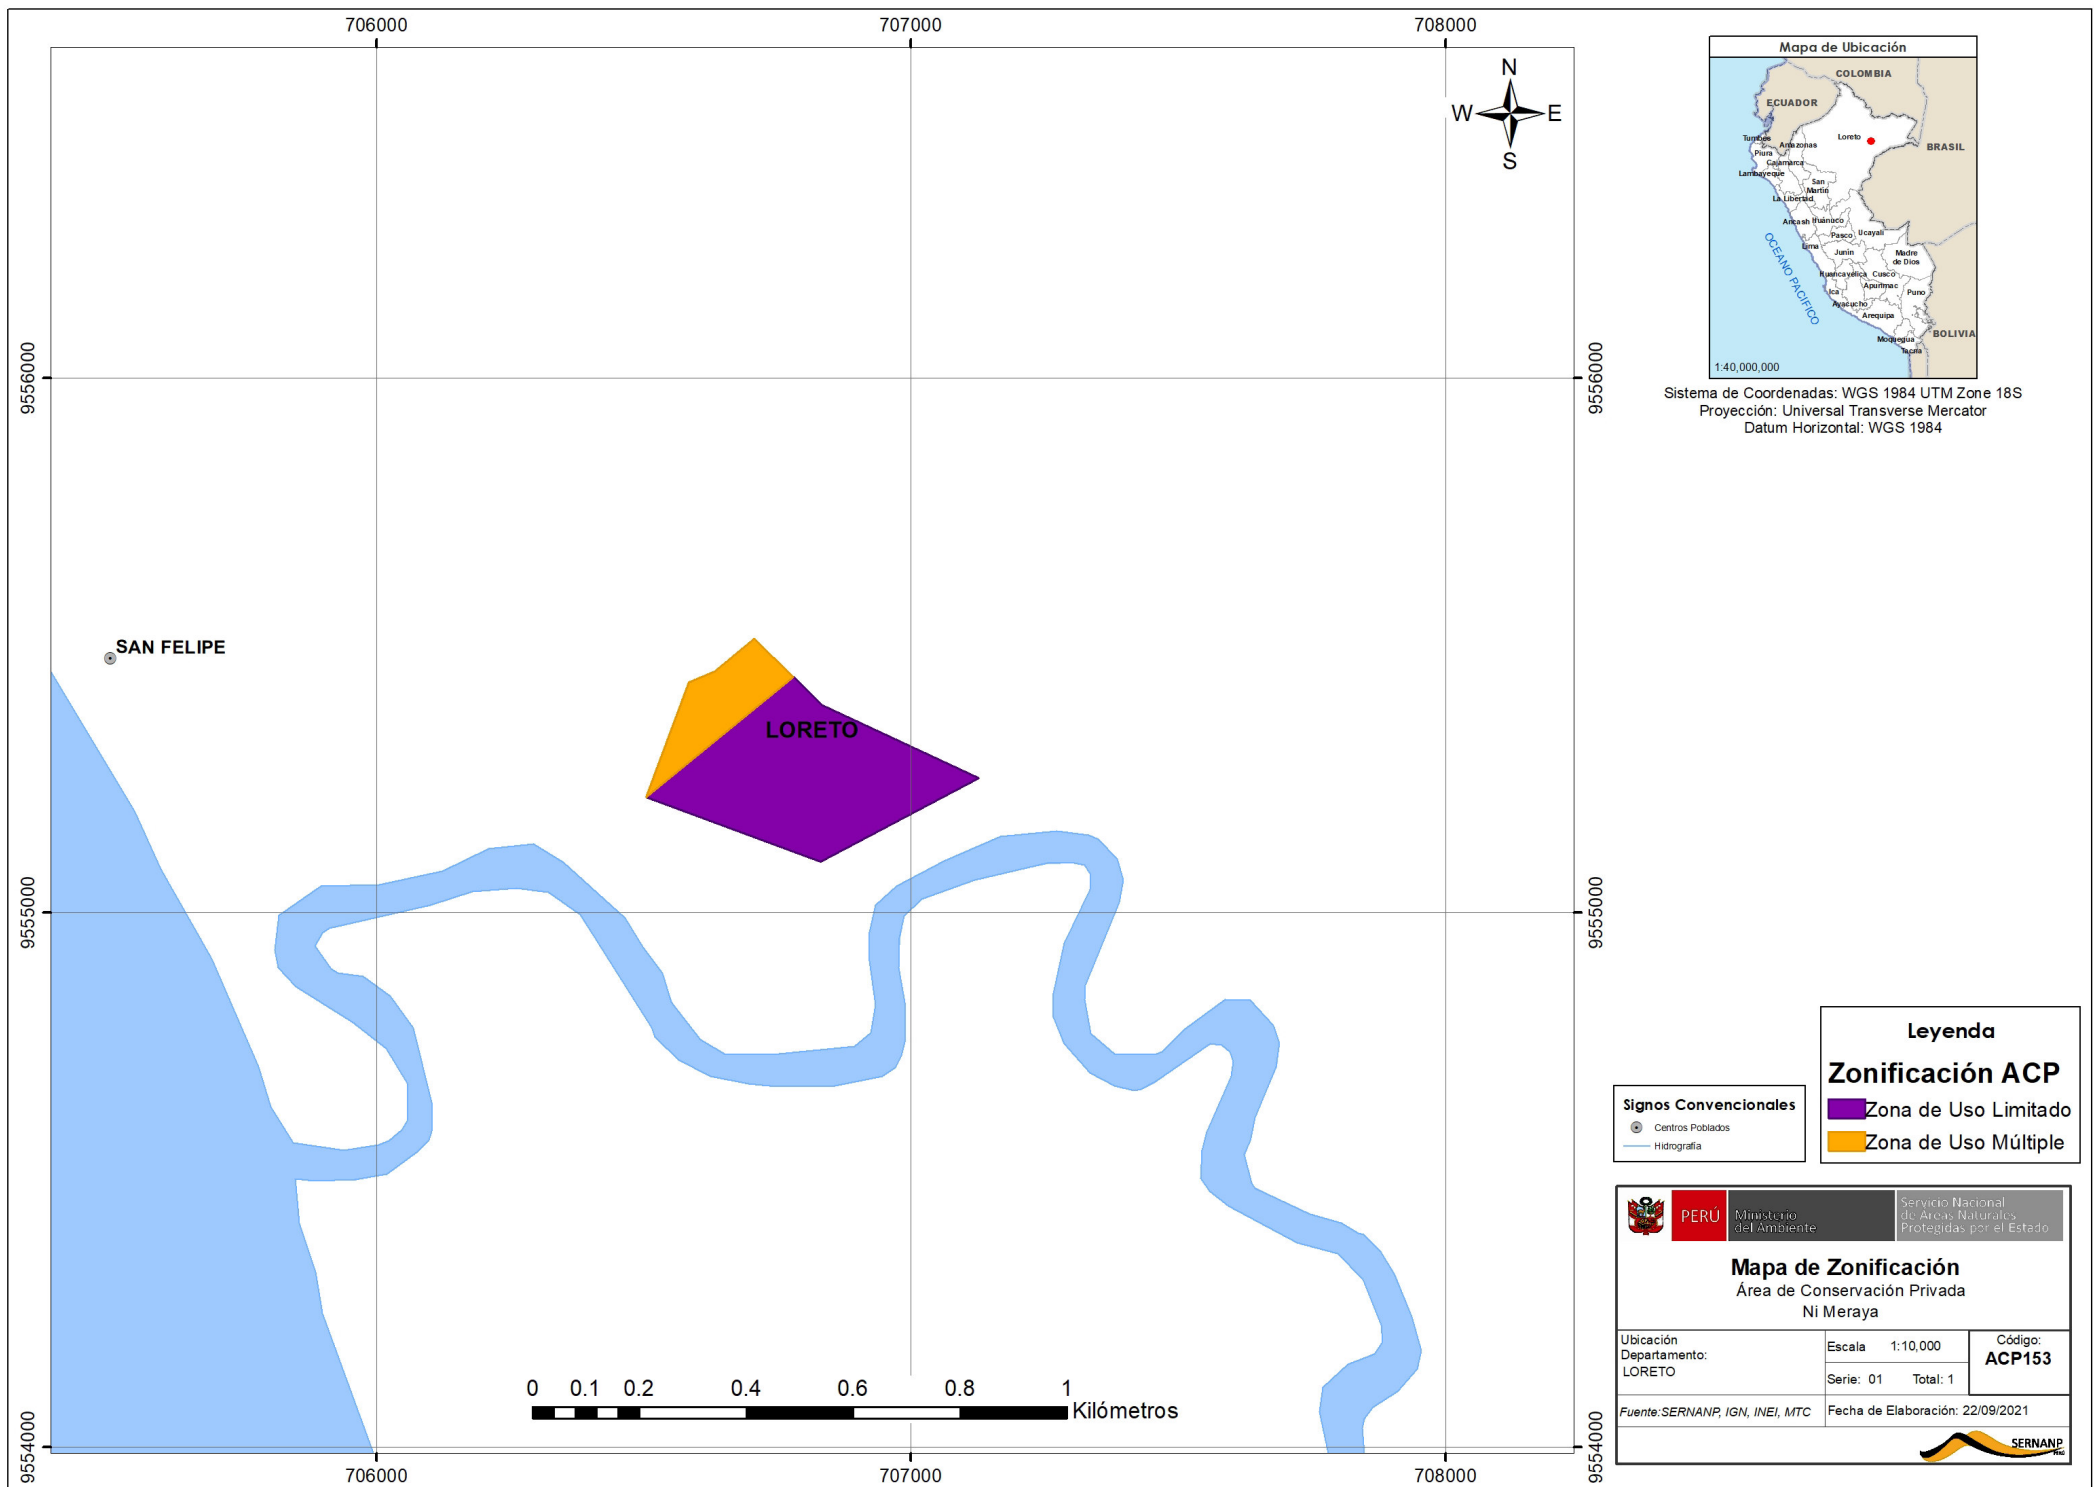 706000
707000
708000
N
W
E
S
9556000
9556000
SAN FELIPE
LORETO
9555000
9555000
0
0.1
0.2
0.4
0.6
0.8
1
Kilómetros
9554000
9554000
706000
707000
708000
Mapa de Ubicación
COLOMBIA
ECUADOR
Tumbes
Loreto
Amazonas
BRASIL
Piura
Cajamarca
Lambayeque
San
Martín
La Libertad
Ancash
Huánuco
Pasco
Ucayali
Lima
Junín
Madre
de Dios
Huancavelica
Cusco
Apurímac
Ica
Puno
Ayacucho
Arequipa
OCEANO PACIFICO
Moquegua
BOLIVIA
Tacna
1:40,000,000
Sistema de Coordenadas: WGS 1984 UTM Zone 18S
Proyección: Universal Transverse Mercator
Datum Horizontal: WGS 1984
Leyenda
Zonificación ACP
Zona de Uso Limitado
Zona de Uso Múltiple
Signos Convencionales
Centros Poblados
Hidrografía
PERÚ
Ministerio
del Ambiente
Servicio Nacional
de Áreas Naturales
Protegidas por el Estado
Mapa de Zonificación
Área de Conservación Privada
Ni Meraya
Ubicación
Departamento:
LORETO
Escala 1:10,000
Serie: 01 Total: 1
Código:
ACP153
Fuente:SERNANP, IGN, INEI, MTC
Fecha de Elaboración: 22/09/2021
SERNANP
PERÚ